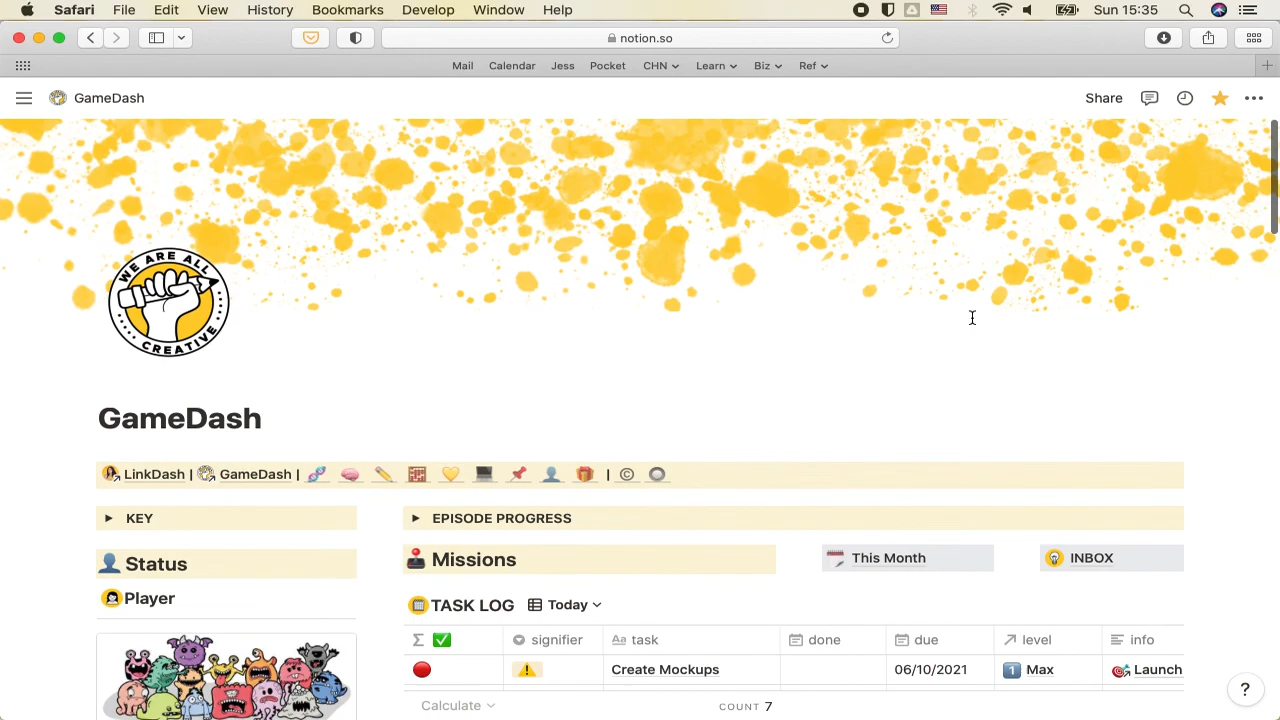 Safari File Edit View History Bookmarks Develop Window Help Sun 15:35
notion.so
Mail Calendar Jess Pocket CHN Learn Biz Ref
GameDash Share
WE ARE ALL
CREATIVE
GameDash
LinkDash | GameDash | | ©
KEY
EPISODE PROGRESS
Status
Missions
This Month
INBOX
Player
TASK LOG Today
Σ signifier Aa task done due level info
Create Mockups 06/10/2021 1 Max Launch
Calculate COUNT 7
?